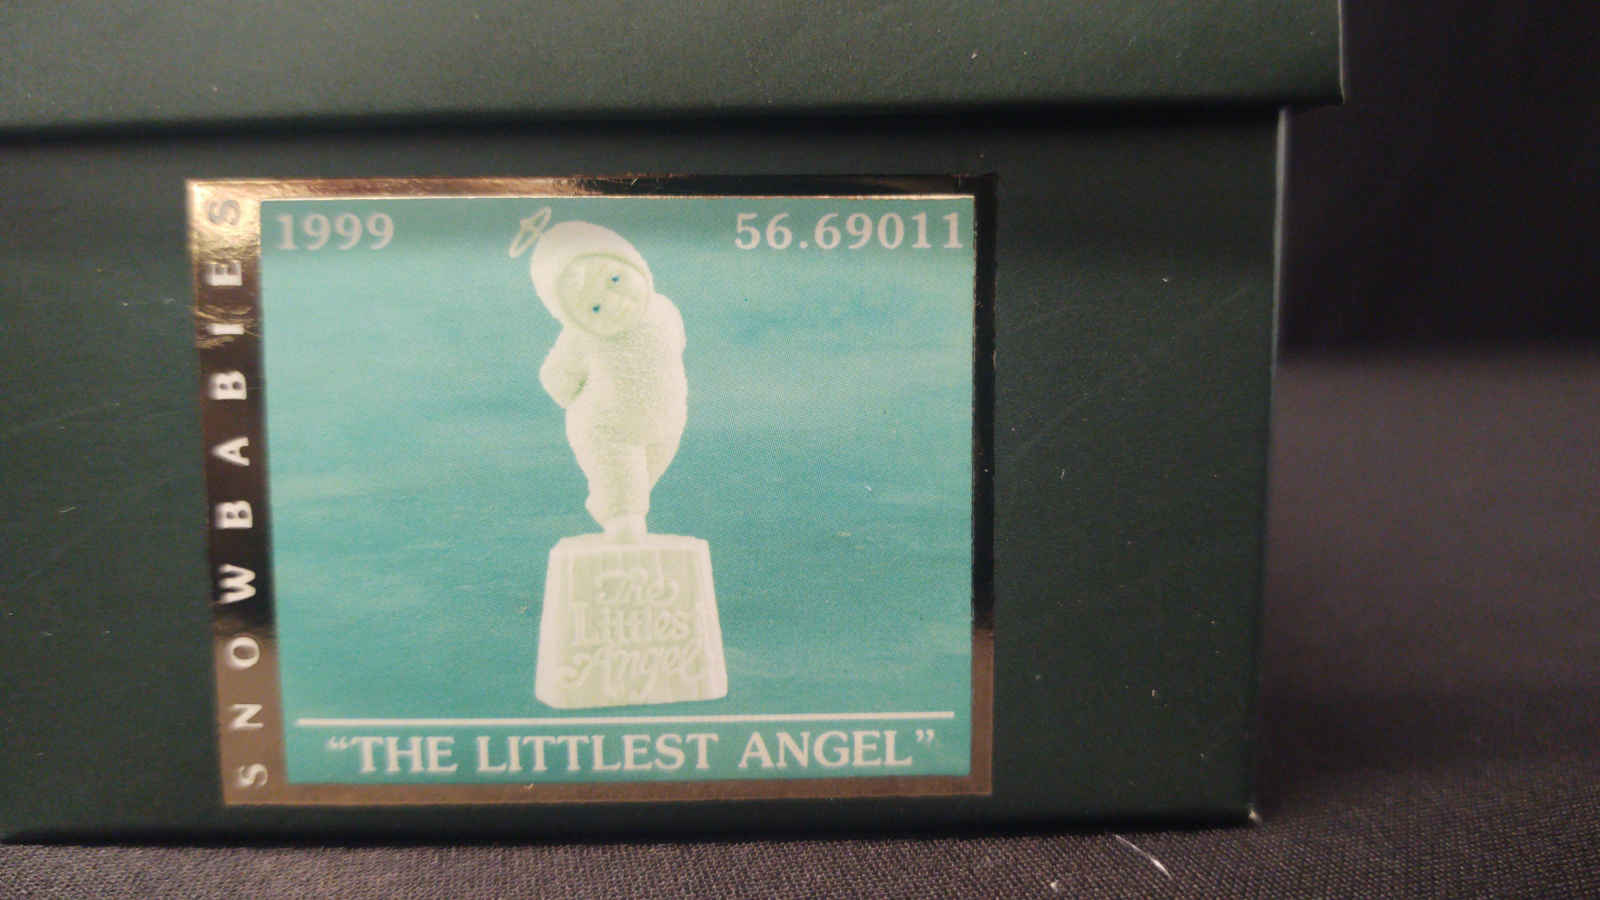 SNOWBABIES
1999
56.69011
The
Littlest
Angel
"THE LITTLEST ANGEL"